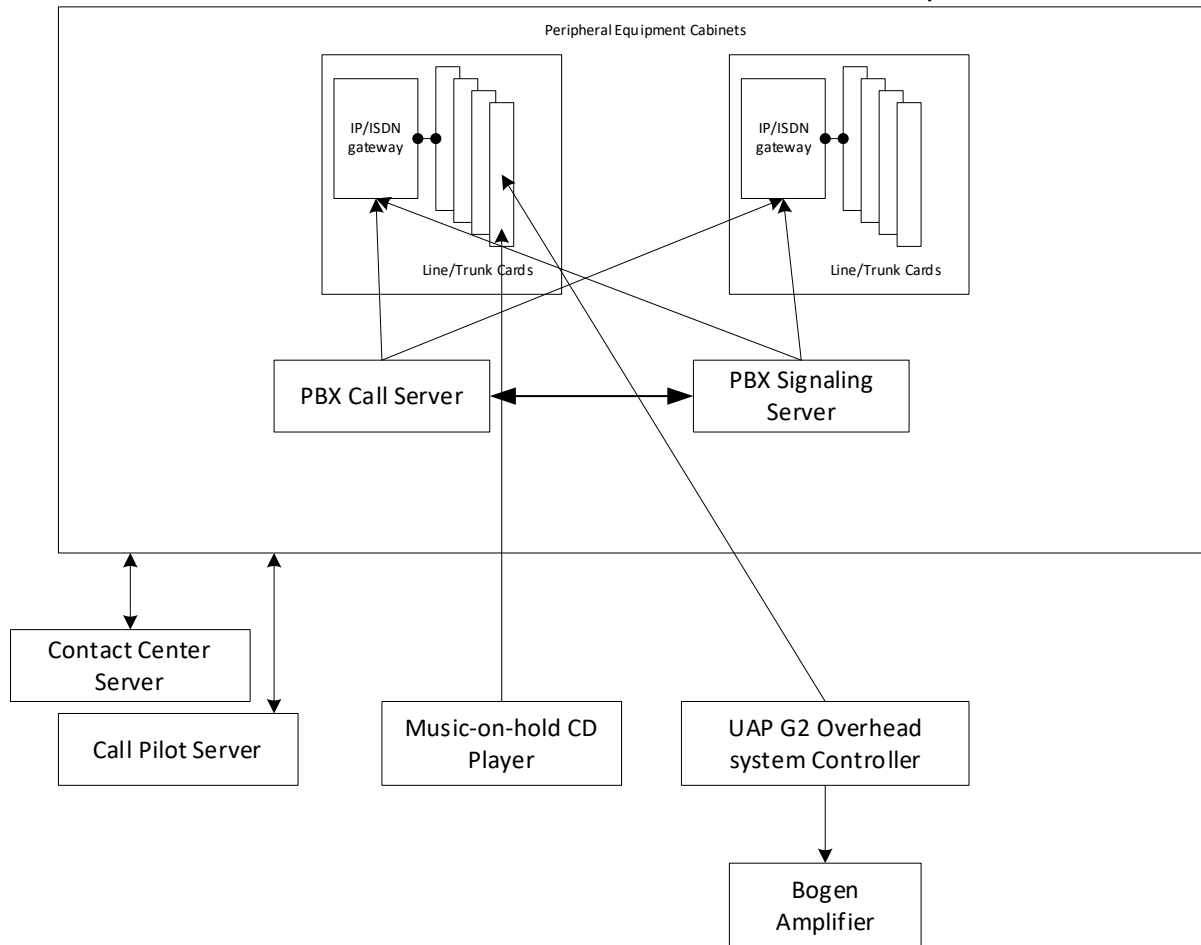 Peripheral Equipment Cabinets
IP/ISDN
gateway
Line/Trunk Cards
IP/ISDN
gateway
Line/Trunk Cards
PBX Call Server
PBX Signaling
Server
Contact Center
Server
Call Pilot Server
Music-on-hold CD
Player
UAP G2 Overhead
system Controller
Bogen
Amplifier